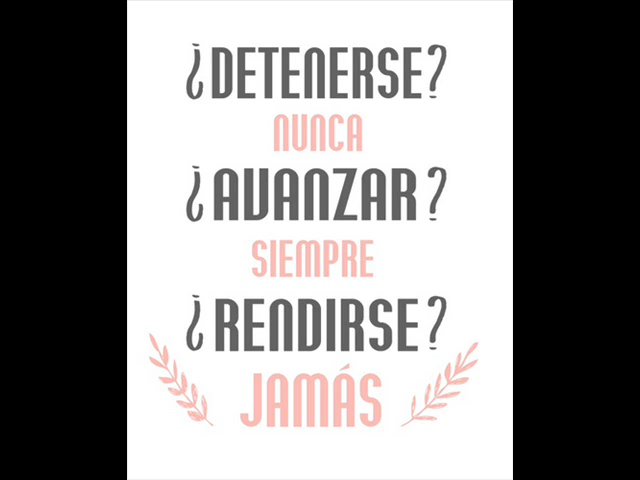 ¿DETENERSE?
NUNCA
¿AVANZAR?
SIEMPRE
¿RENDIRSE?
JAMÁS